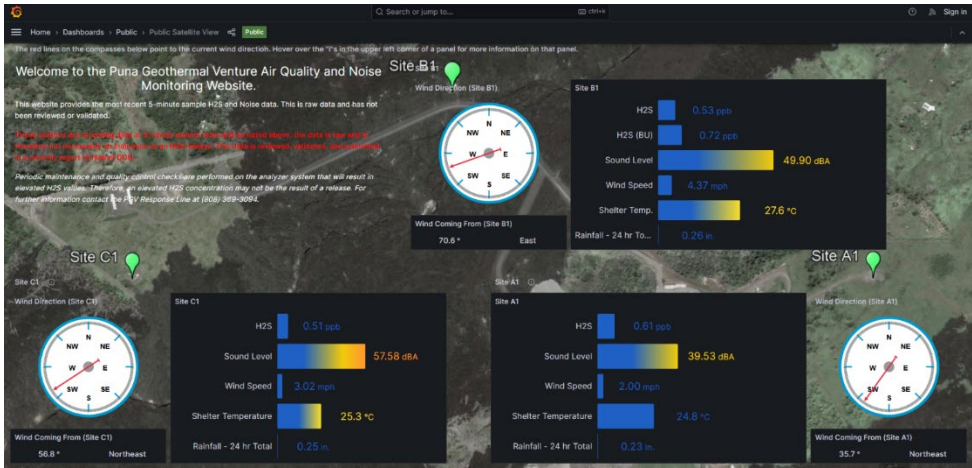 Search or jump to...
ctrl+k
Sign in
Home › Dashboards › Public › Public Satellite View
Public
The red lines on the compasses below point to the current wind direction. Hover over the "i"s in the upper left corner of a panel for more information on that panel.
Welcome to the Puna Geothermal Venture Air Quality and Noise
Monitoring Website.
This website provides the most recent 5-minute sample H2S and Noise data. This is raw data and has not
been reviewed or validated.
Periodic maintenance and quality control checks are performed on the analyzer system that will result in
elevated H2S values. Therefore, an elevated H2S concentration may not be the result of a release. For
further information contact the PGV Response Line at (808) 369-3094.
Site B1
Wind Direction (Site B1)
N
NW NE
W E
SW SE
S
Wind Coming From (Site B1)
70.6 ° East
Site B1
H2S 0.53 ppb
H2S (BU) 0.72 ppb
Sound Level 49.90 dBA
Wind Speed 4.37 mph
Shelter Temp. 27.6 °C
Rainfall - 24 hr To... 0.26 in.
Site C1
Site C1
Wind Direction (Site C1)
N
NW NE
W E
SW SE
S
Wind Coming From (Site C1)
56.8 ° Northeast
Site C1
H2S 0.51 ppb
Sound Level 57.58 dBA
Wind Speed 3.02 mph
Shelter Temperature 25.3 °C
Rainfall - 24 hr Total 0.25 in.
Site A1
Site A1
Site A1
H2S 0.61 ppb
Sound Level 39.53 dBA
Wind Speed 2.00 mph
Shelter Temperature 24.8 °C
Rainfall - 24 hr Total 0.23 in.
Wind Direction (Site A1)
N
NW NE
W E
SW SE
S
Wind Coming From (Site A1)
35.7 ° Northeast